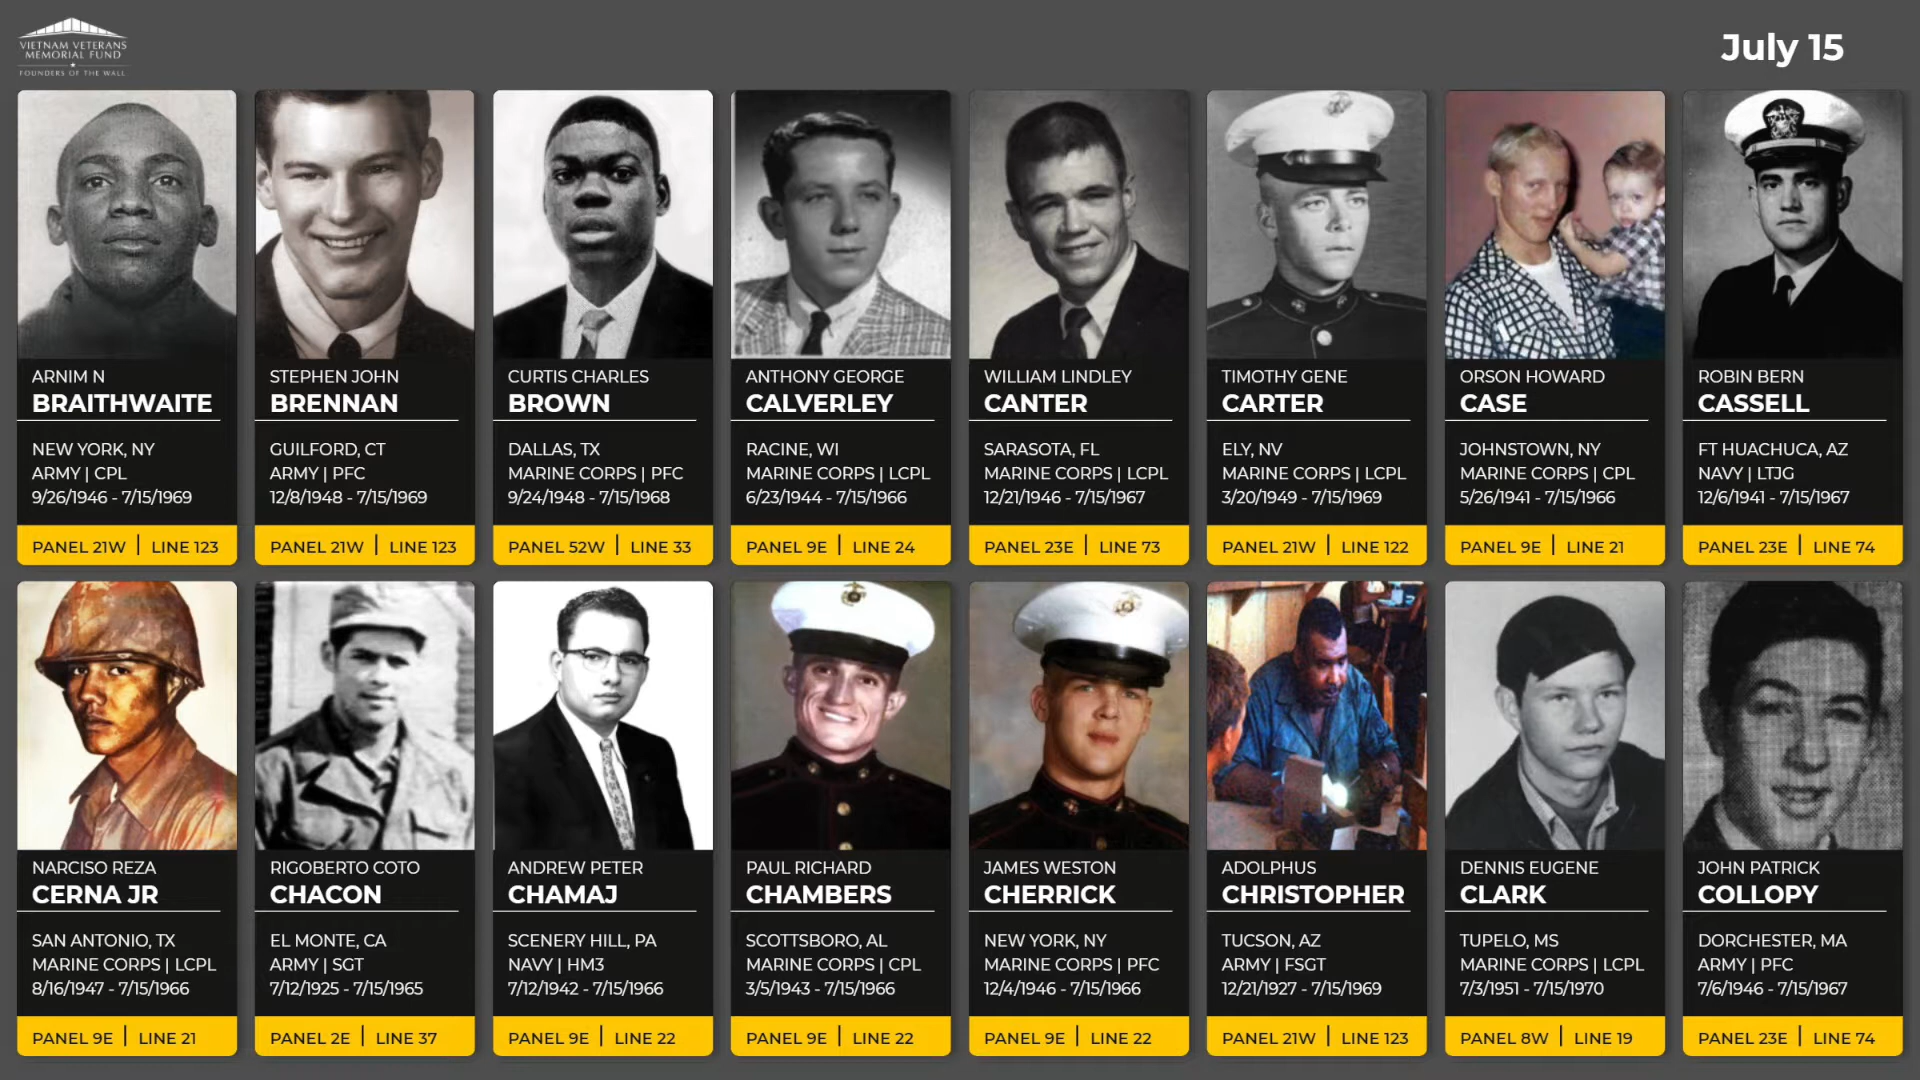 VIETNAM VETERANS
MEMORIAL FUND
FOUNDERS OF THE WALL
July 15
ARNIM N
BRAITHWAITE
NEW YORK, NY
ARMY | CPL
9/26/1946 - 7/15/1969
PANEL 21W | LINE 123
STEPHEN JOHN
BRENNAN
GUILFORD, CT
ARMY | PFC
12/8/1948 - 7/15/1969
PANEL 21W | LINE 123
CURTIS CHARLES
BROWN
DALLAS, TX
MARINE CORPS | PFC
9/24/1948 - 7/15/1968
PANEL 52W | LINE 33
ANTHONY GEORGE
CALVERLEY
RACINE, WI
MARINE CORPS | LCPL
6/23/1944 - 7/15/1966
PANEL 9E | LINE 24
WILLIAM LINDLEY
CANTER
SARASOTA, FL
MARINE CORPS | LCPL
12/21/1946 - 7/15/1967
PANEL 23E | LINE 73
TIMOTHY GENE
CARTER
ELY, NV
MARINE CORPS | LCPL
3/20/1949 - 7/15/1969
PANEL 21W | LINE 122
ORSON HOWARD
CASE
JOHNSTOWN, NY
MARINE CORPS | CPL
5/26/1941 - 7/15/1966
PANEL 9E | LINE 21
ROBIN BERN
CASSELL
FT HUACHUCA, AZ
NAVY | LTJG
12/6/1941 - 7/15/1967
PANEL 23E | LINE 74
NARCISO REZA
CERNA JR
SAN ANTONIO, TX
MARINE CORPS | LCPL
8/16/1947 - 7/15/1966
PANEL 9E | LINE 21
RIGOBERTO COTO
CHACON
EL MONTE, CA
ARMY | SGT
7/12/1925 - 7/15/1965
PANEL 2E | LINE 37
ANDREW PETER
CHAMAJ
SCENERY HILL, PA
NAVY | HM3
7/12/1942 - 7/15/1966
PANEL 9E | LINE 22
PAUL RICHARD
CHAMBERS
SCOTTSBORO, AL
MARINE CORPS | CPL
3/5/1943 - 7/15/1966
PANEL 9E | LINE 22
JAMES WESTON
CHERRICK
NEW YORK, NY
MARINE CORPS | PFC
12/4/1946 - 7/15/1966
PANEL 9E | LINE 22
ADOLPHUS
CHRISTOPHER
TUCSON, AZ
ARMY | FSGT
12/21/1927 - 7/15/1969
PANEL 21W | LINE 123
DENNIS EUGENE
CLARK
TUPELO, MS
MARINE CORPS | LCPL
7/3/1951 - 7/15/1970
PANEL 8W | LINE 19
JOHN PATRICK
COLLOPY
DORCHESTER, MA
ARMY | PFC
7/6/1946 - 7/15/1967
PANEL 23E | LINE 74